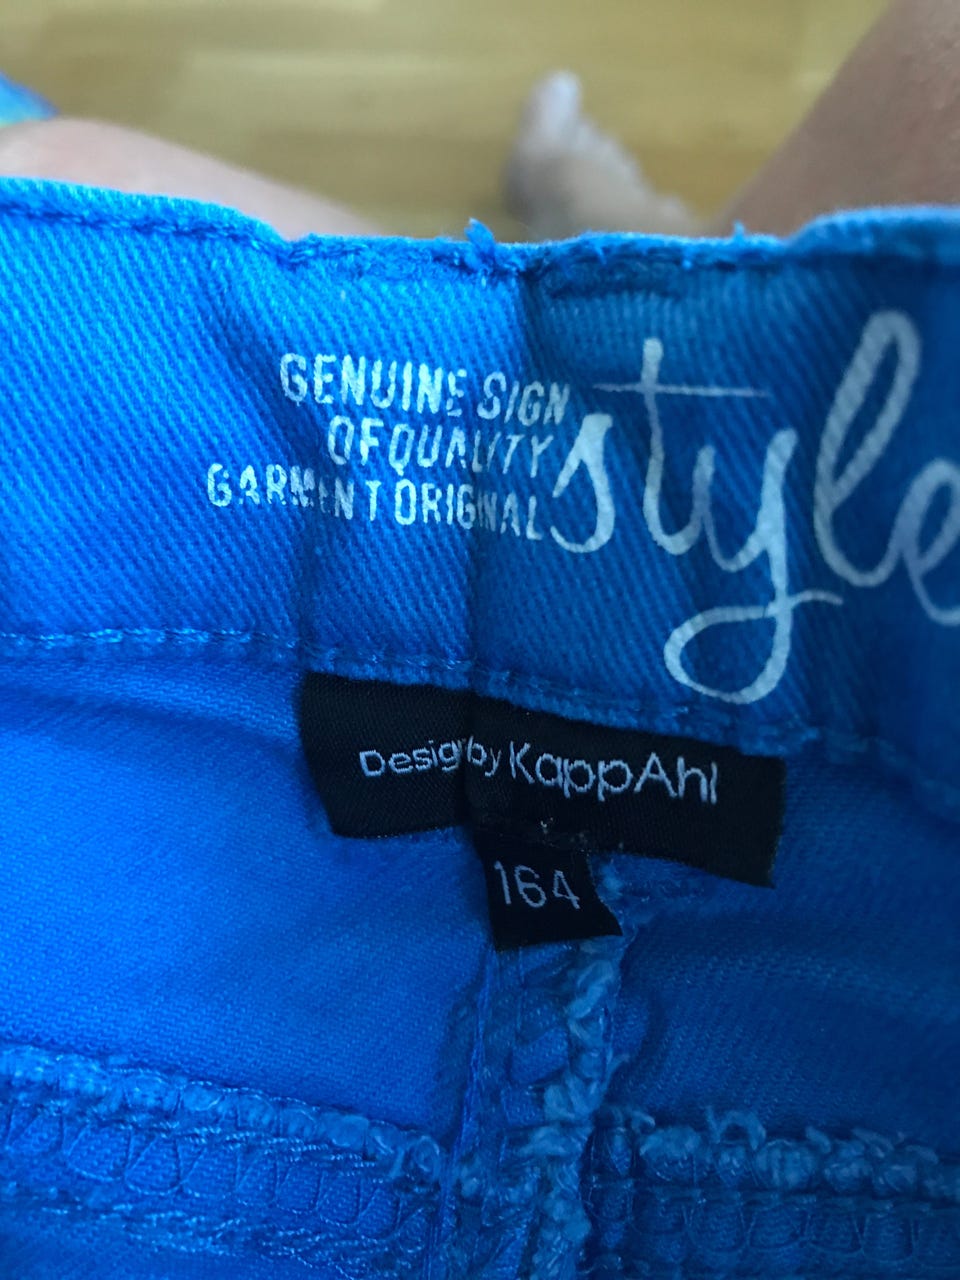 GENUINE SIGN
OF QUALITY
GARMENT ORIGINAL
style
Design by KappAhl
164